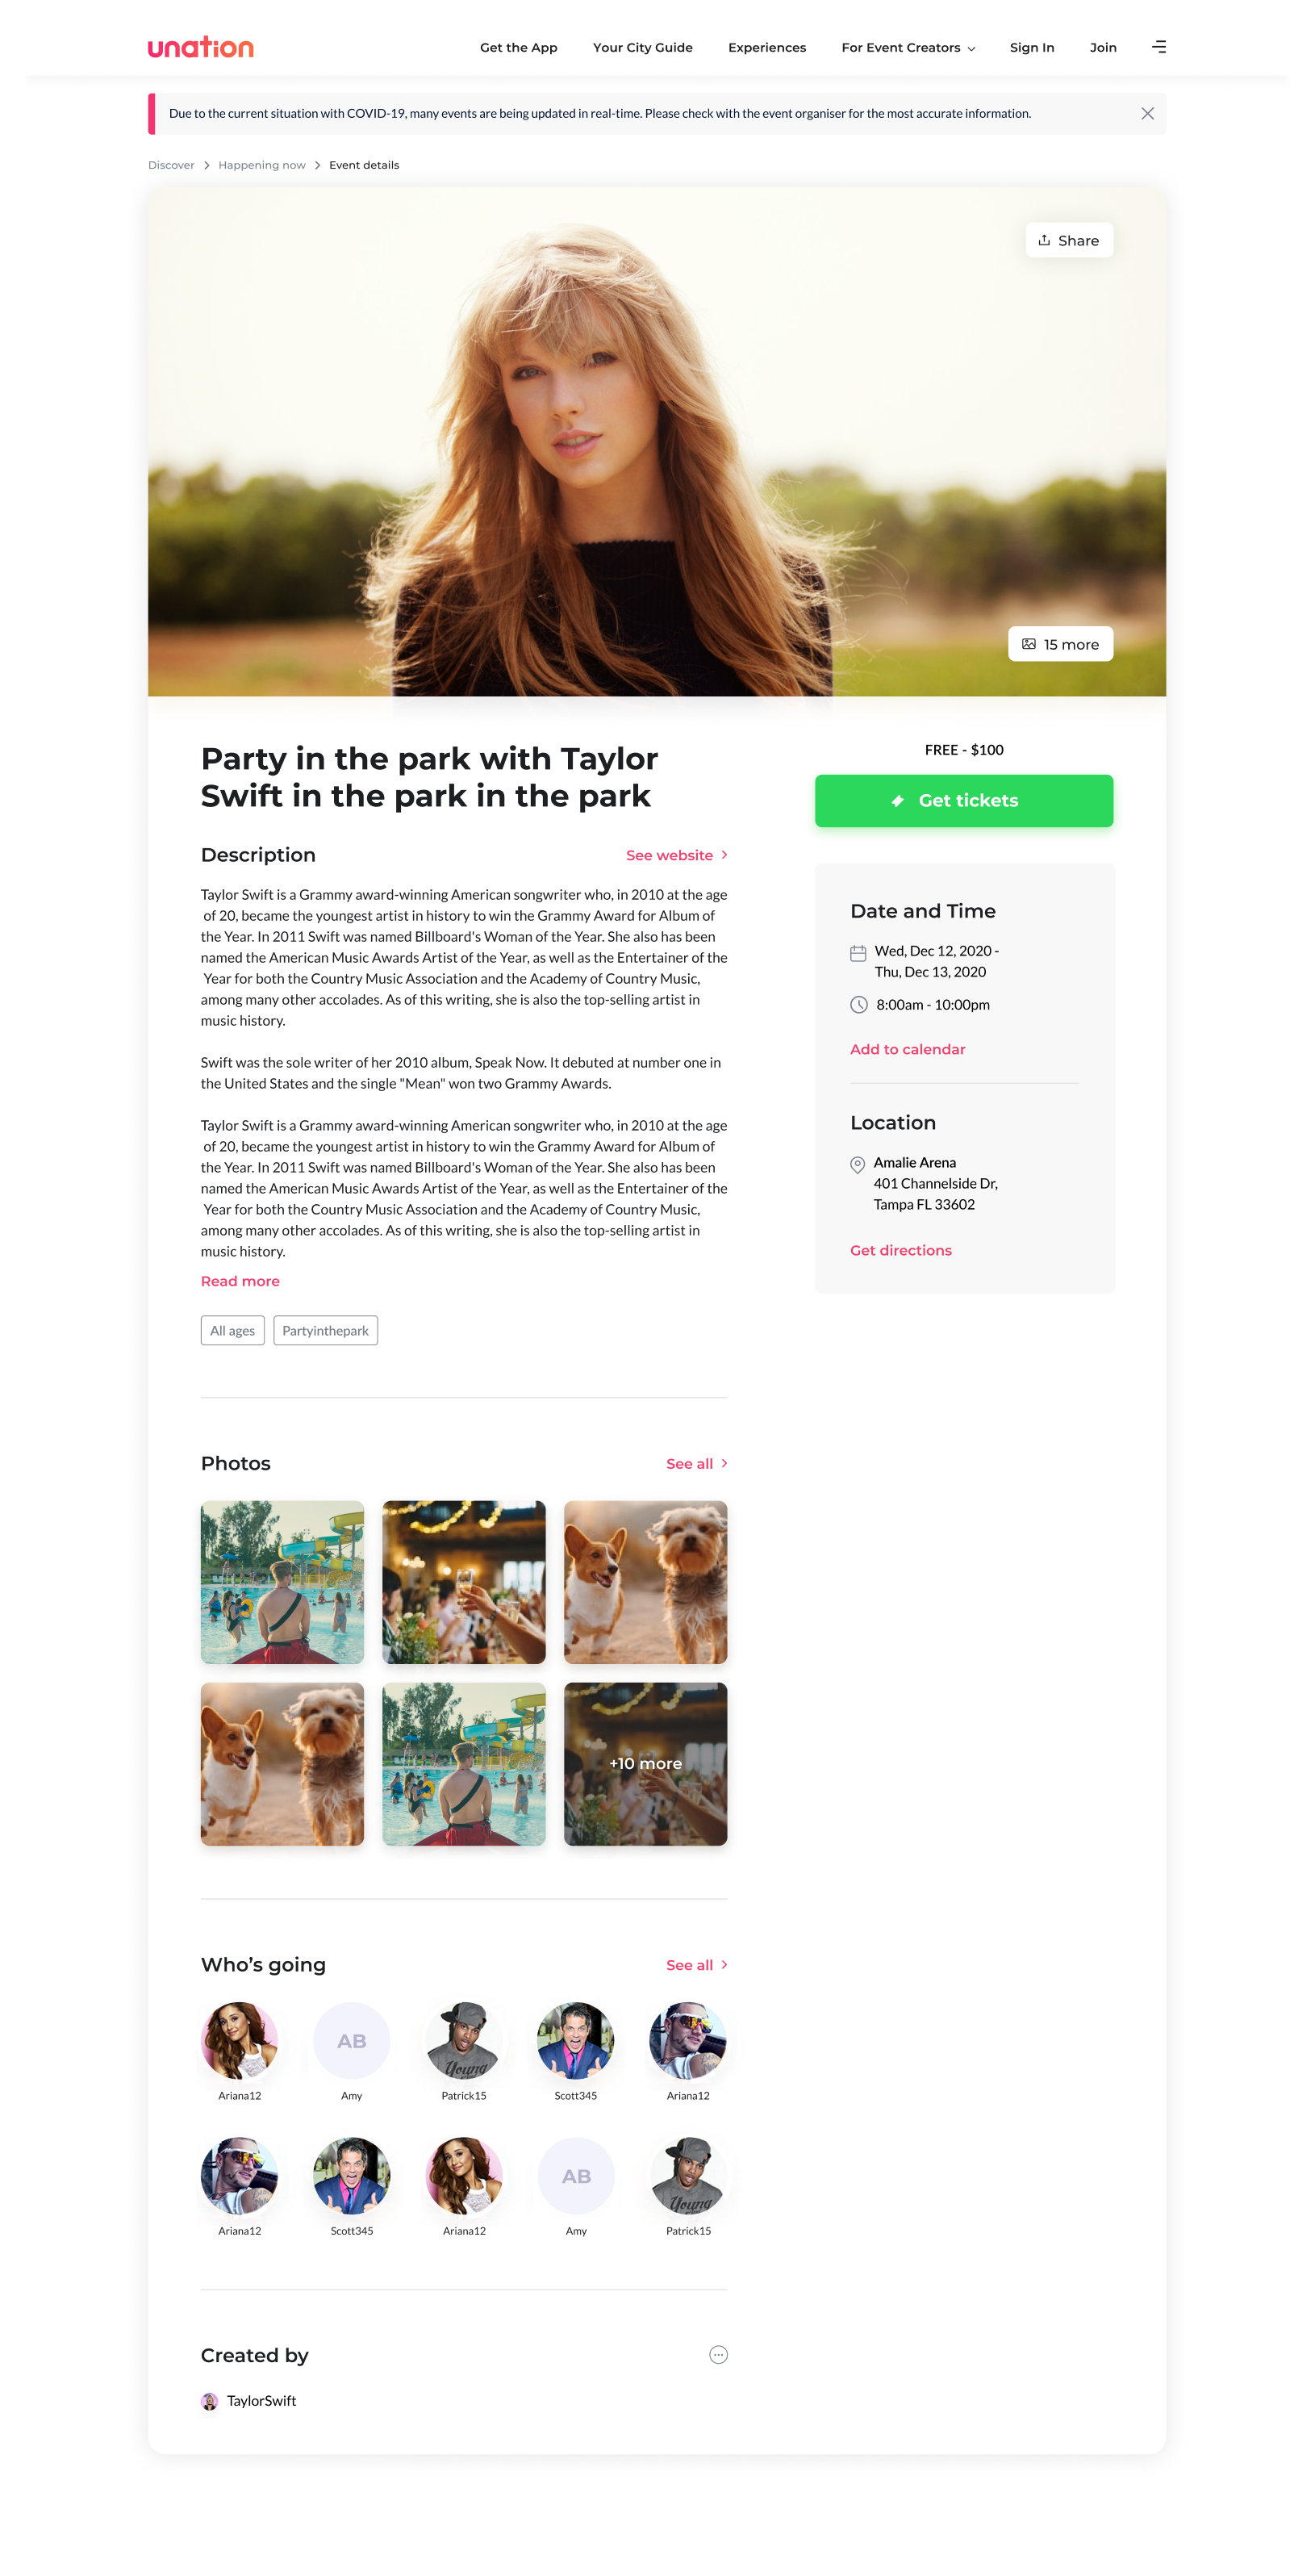 unation
Get the App
Your City Guide
Experiences
For Event Creators
Sign In
Join
Due to the current situation with COVID-19, many events are being updated in real-time. Please check with the event organiser for the most accurate information.
Discover
Happening now
Event details
Share
15 more
Party in the park with Taylor
Swift in the park in the park
Description
See website
Taylor Swift is a Grammy award-winning American songwriter who, in 2010 at the age
of 20, became the youngest artist in history to win the Grammy Award for Album of
the Year. In 2011 Swift was named Billboard's Woman of the Year. She also has been
named the American Music Awards Artist of the Year, as well as the Entertainer of the
Year for both the Country Music Association and the Academy of Country Music,
among many other accolades. As of this writing, she is also the top-selling artist in
music history.
Swift was the sole writer of her 2010 album, Speak Now. It debuted at number one in
the United States and the single "Mean" won two Grammy Awards.
Taylor Swift is a Grammy award-winning American songwriter who, in 2010 at the age
of 20, became the youngest artist in history to win the Grammy Award for Album of
the Year. In 2011 Swift was named Billboard's Woman of the Year. She also has been
named the American Music Awards Artist of the Year, as well as the Entertainer of the
Year for both the Country Music Association and the Academy of Country Music,
among many other accolades. As of this writing, she is also the top-selling artist in
music history.
Read more
All ages
Partyinthepark
FREE - $100
Get tickets
Date and Time
Wed, Dec 12, 2020 -
Thu, Dec 13, 2020
8:00am - 10:00pm
Add to calendar
Location
Amalie Arena
401 Channelside Dr,
Tampa FL 33602
Get directions
Photos
See all
+10 more
Who's going
See all
AB
Young
Ariana12
Amy
Patrick15
Scott345
Ariana12
AB
Young
Ariana12
Scott345
Ariana12
Amy
Patrick15
Created by
TaylorSwift